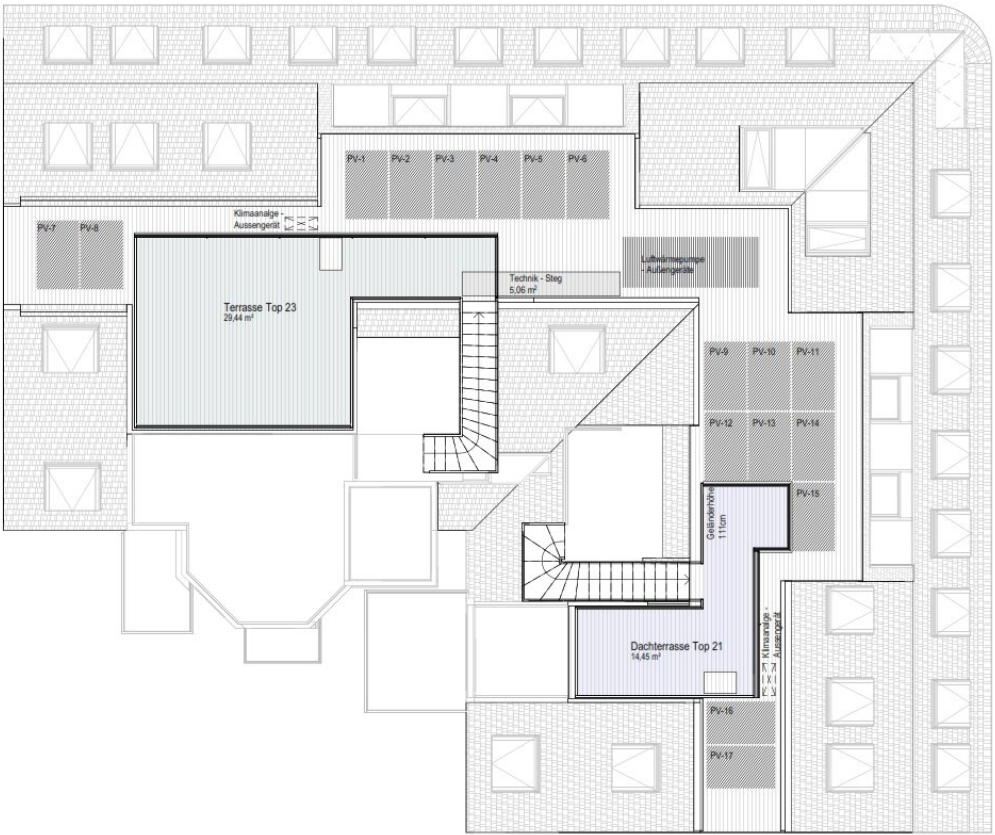 PV-1
PV-2
PV-3
PV-4
PV-5
PV-6
Klimaanalge -
Aussengerät
PV-7
PV-8
Luftwärmepumpe
- Außengeräte
Technik - Steg
5,06 m²
Terrasse Top 23
29,44 m²
PV-9
PV-10
PV-11
PV-12
PV-13
PV-14
PV-15
Geländerhöhe
111cm
Dachterrasse Top 21
14,45 m²
Klimaanalge -
Aussengerät
PV-16
PV-17